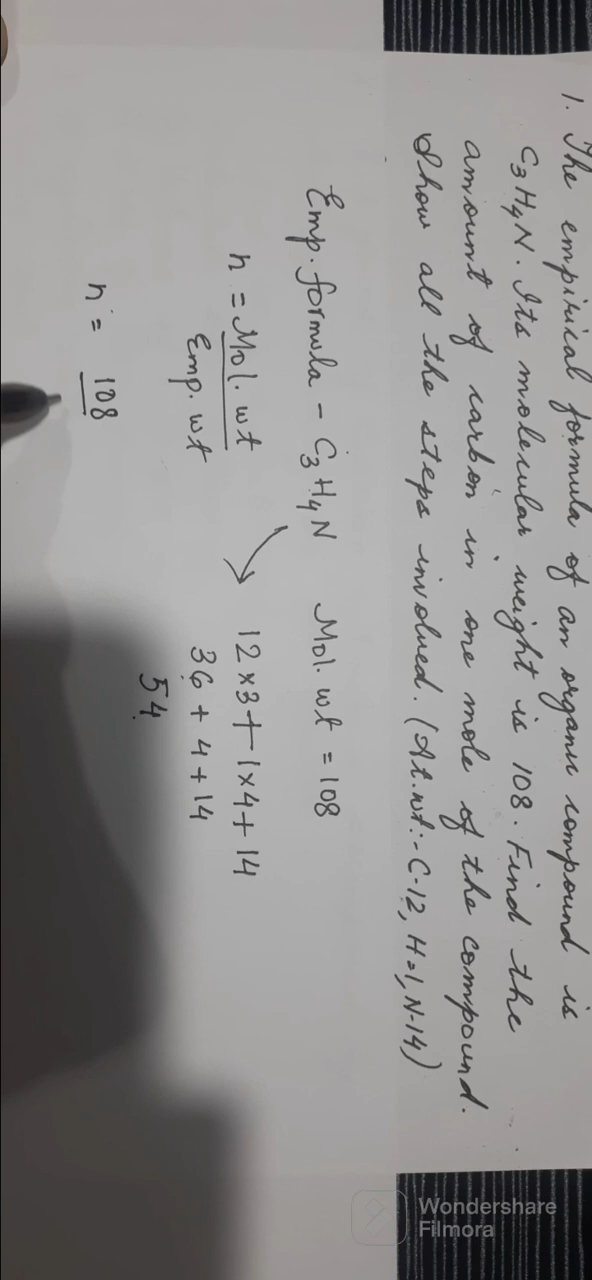 1. The empirical formula of an organic compound is
C3H4N. Its molecular weight is 108. Find the
amount of carbon in one mole of the compound.
Show all the steps involved. (At.wt:- C-12, H=1, N-14)
Emp. formula - C3H4N Mol. wt = 108
n = Mol. wt
Emp. wt
12 x 3 + 1x4 + 14
36 + 4 + 14
54
n = 108
Wondershare
Filmora